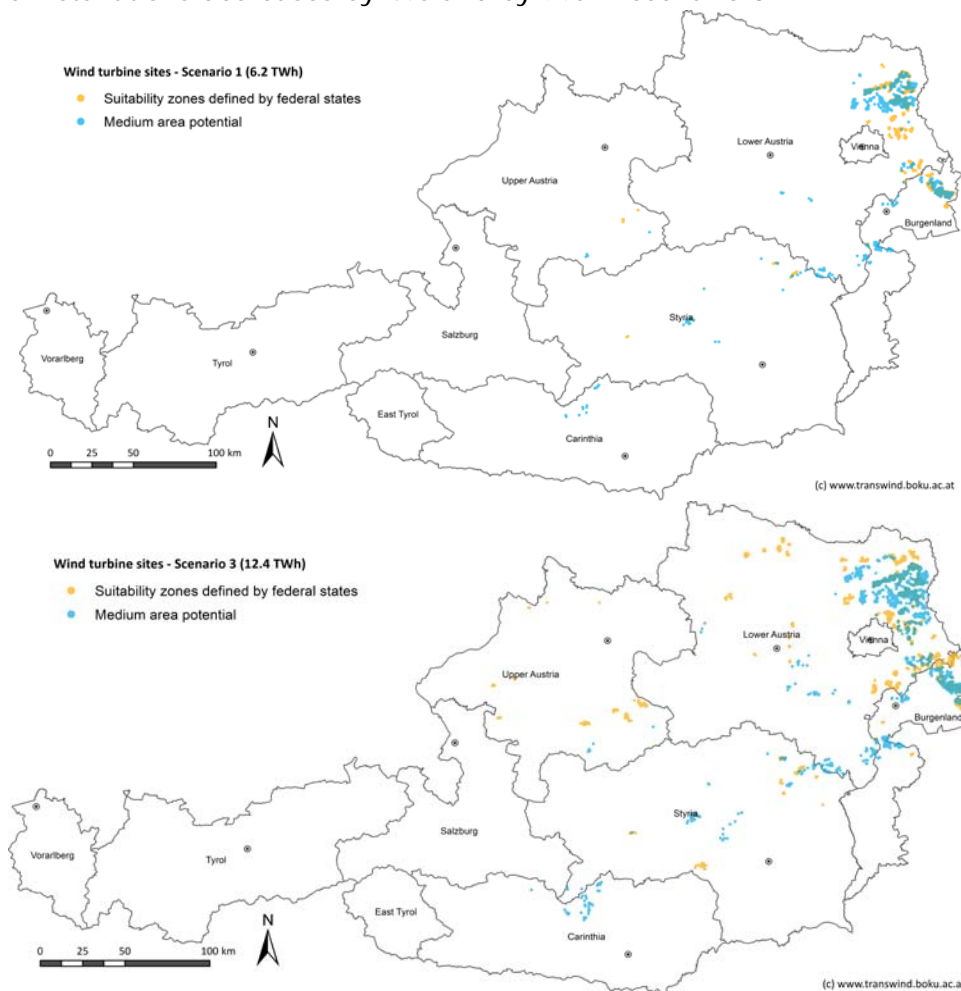 Wind turbine sites - Scenario 1 (6.2 TWh)
Suitability zones defined by federal states
Medium area potential
Lower Austria
Vienna
Upper Austria
Burgenland
Styria
Salzburg
Vorarlberg
Tyrol
East Tyrol
Carinthia
N
0 25 50 100 km
(c) www.transwind.boku.ac.at
Wind turbine sites - Scenario 3 (12.4 TWh)
Suitability zones defined by federal states
Medium area potential
Lower Austria
Vienna
Upper Austria
Burgenland
Styria
Salzburg
Vorarlberg
Tyrol
East Tyrol
Carinthia
N
0 25 50 100 km
(c) www.transwind.boku.ac.a